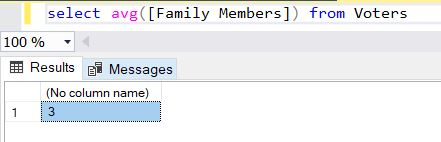 select avg([Family Members]) from Voters
100 %
Results Messages
(No column name)
1 3